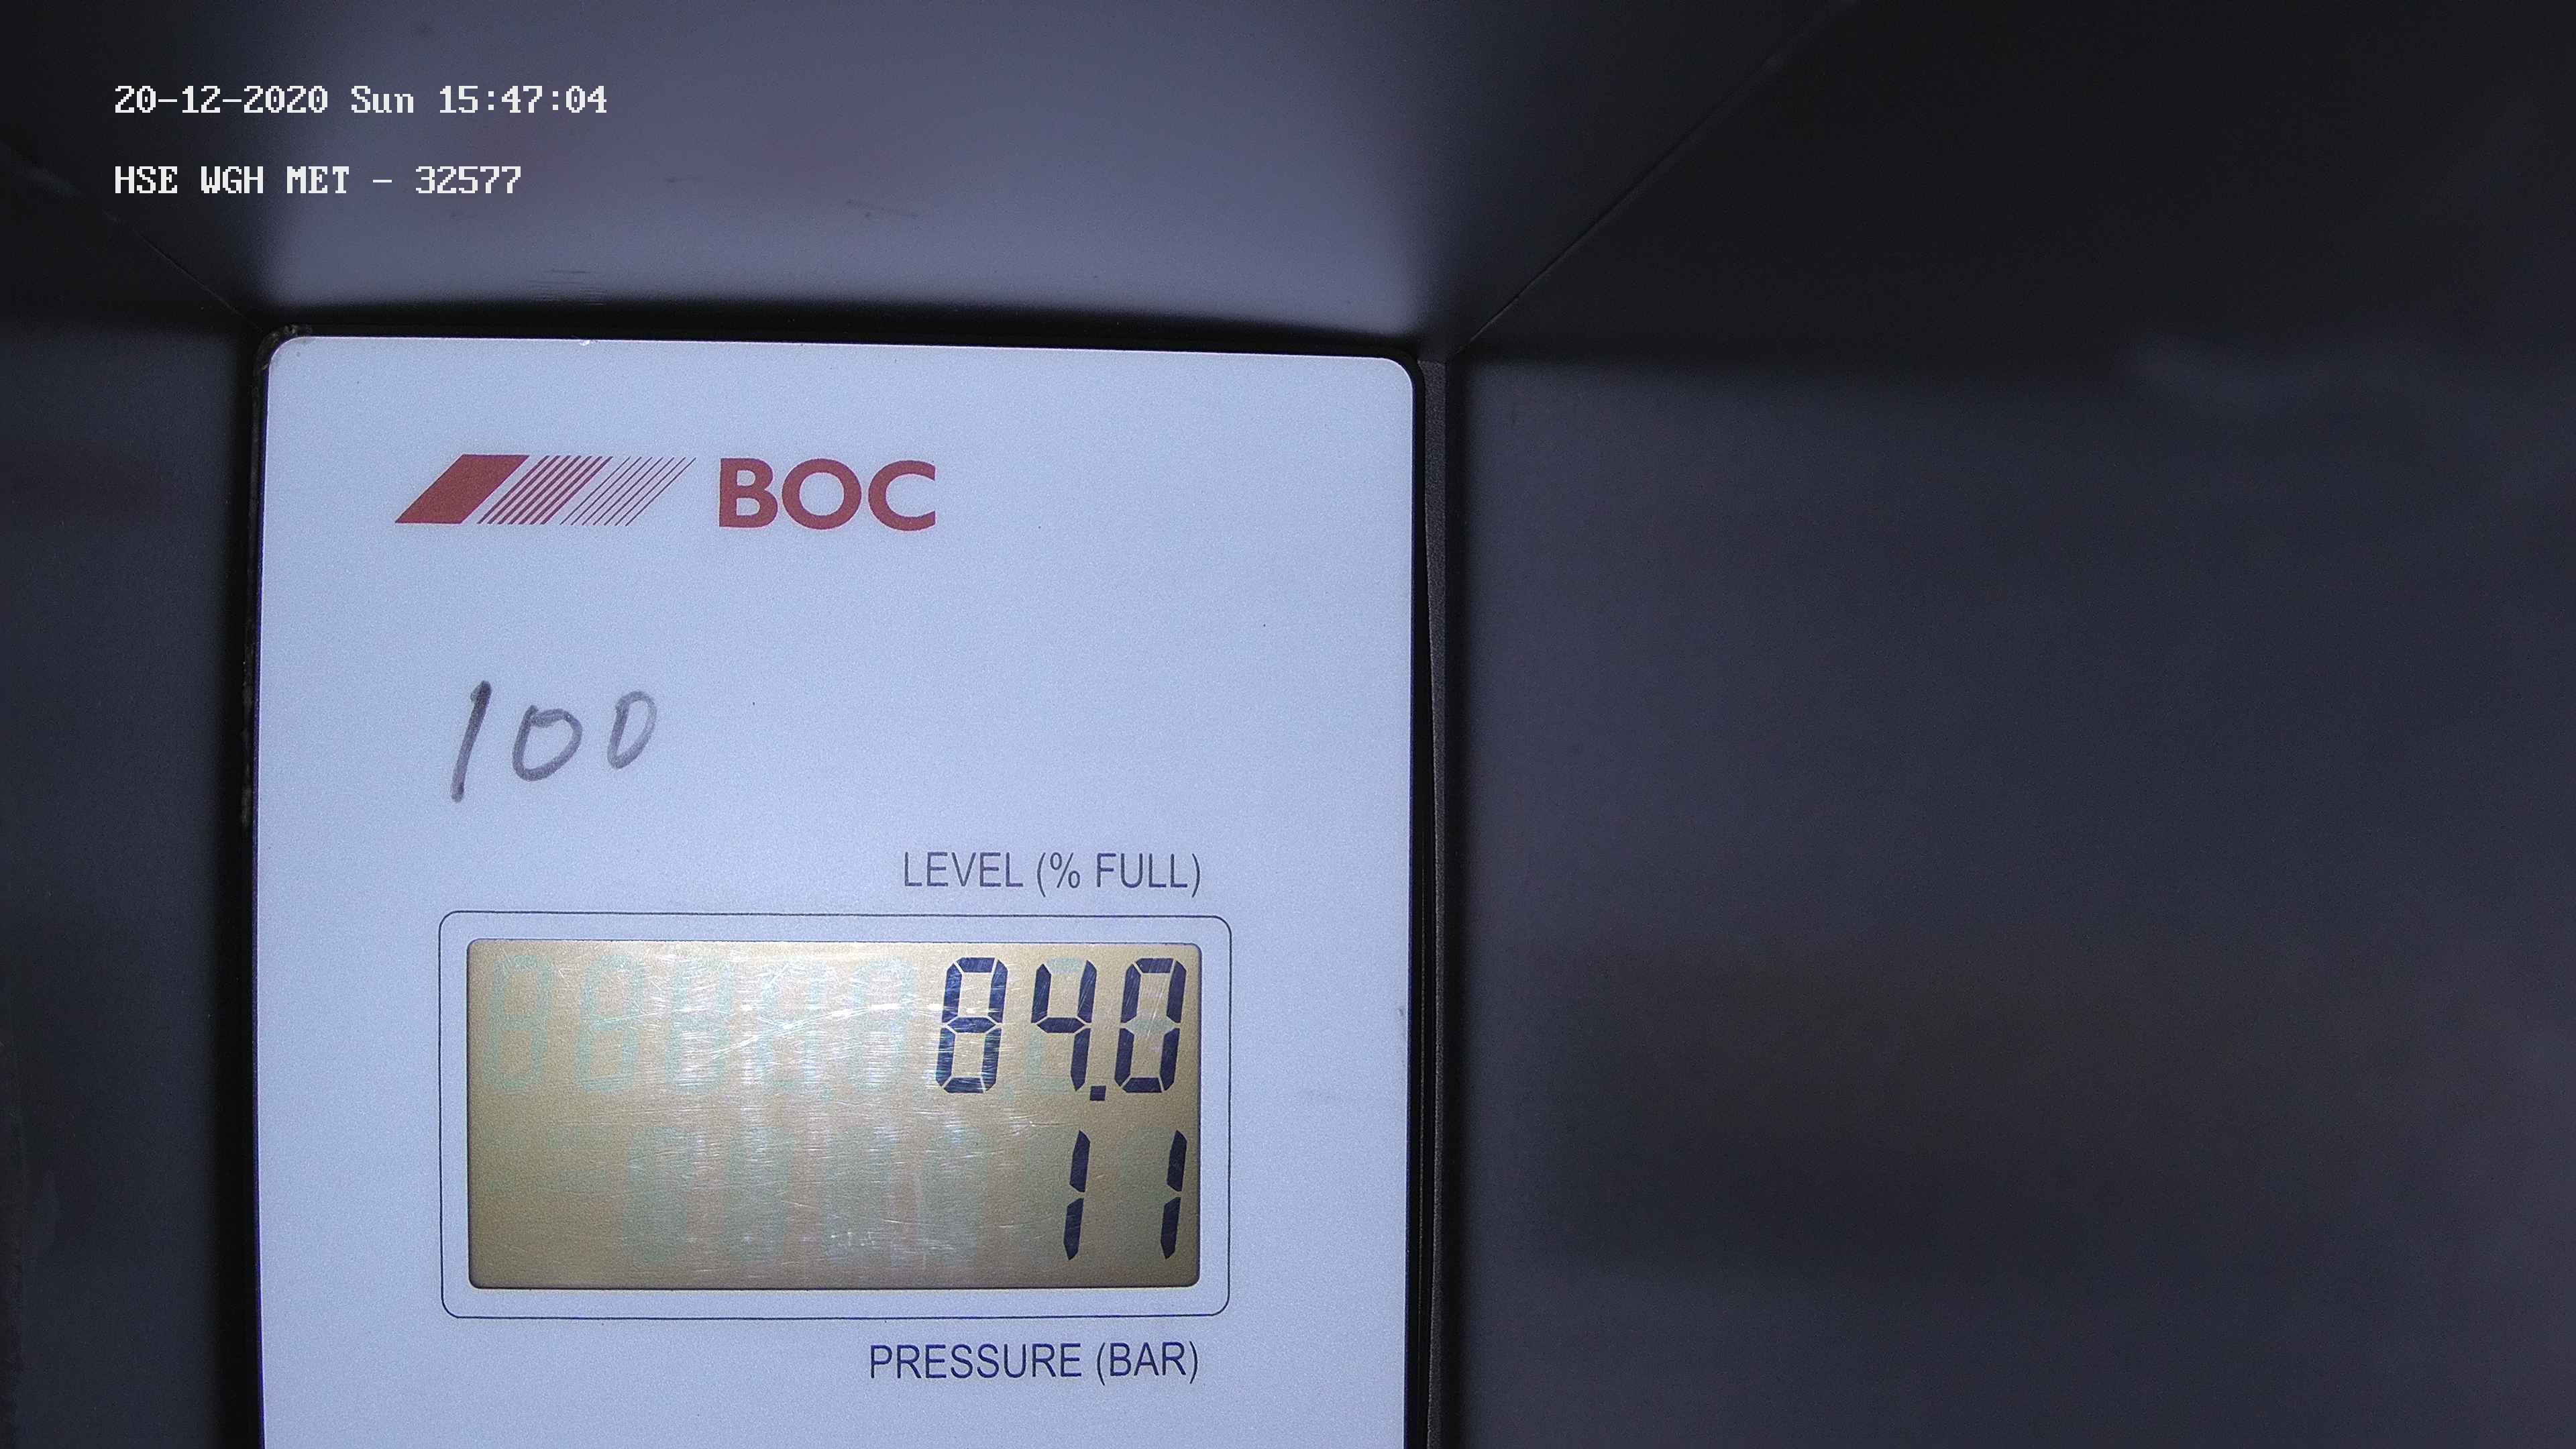 20-12-2020 Sun 15:47:04
HSE WGH MET - 32577
BOC
100
LEVEL (% FULL)
84.0
11
PRESSURE (BAR)